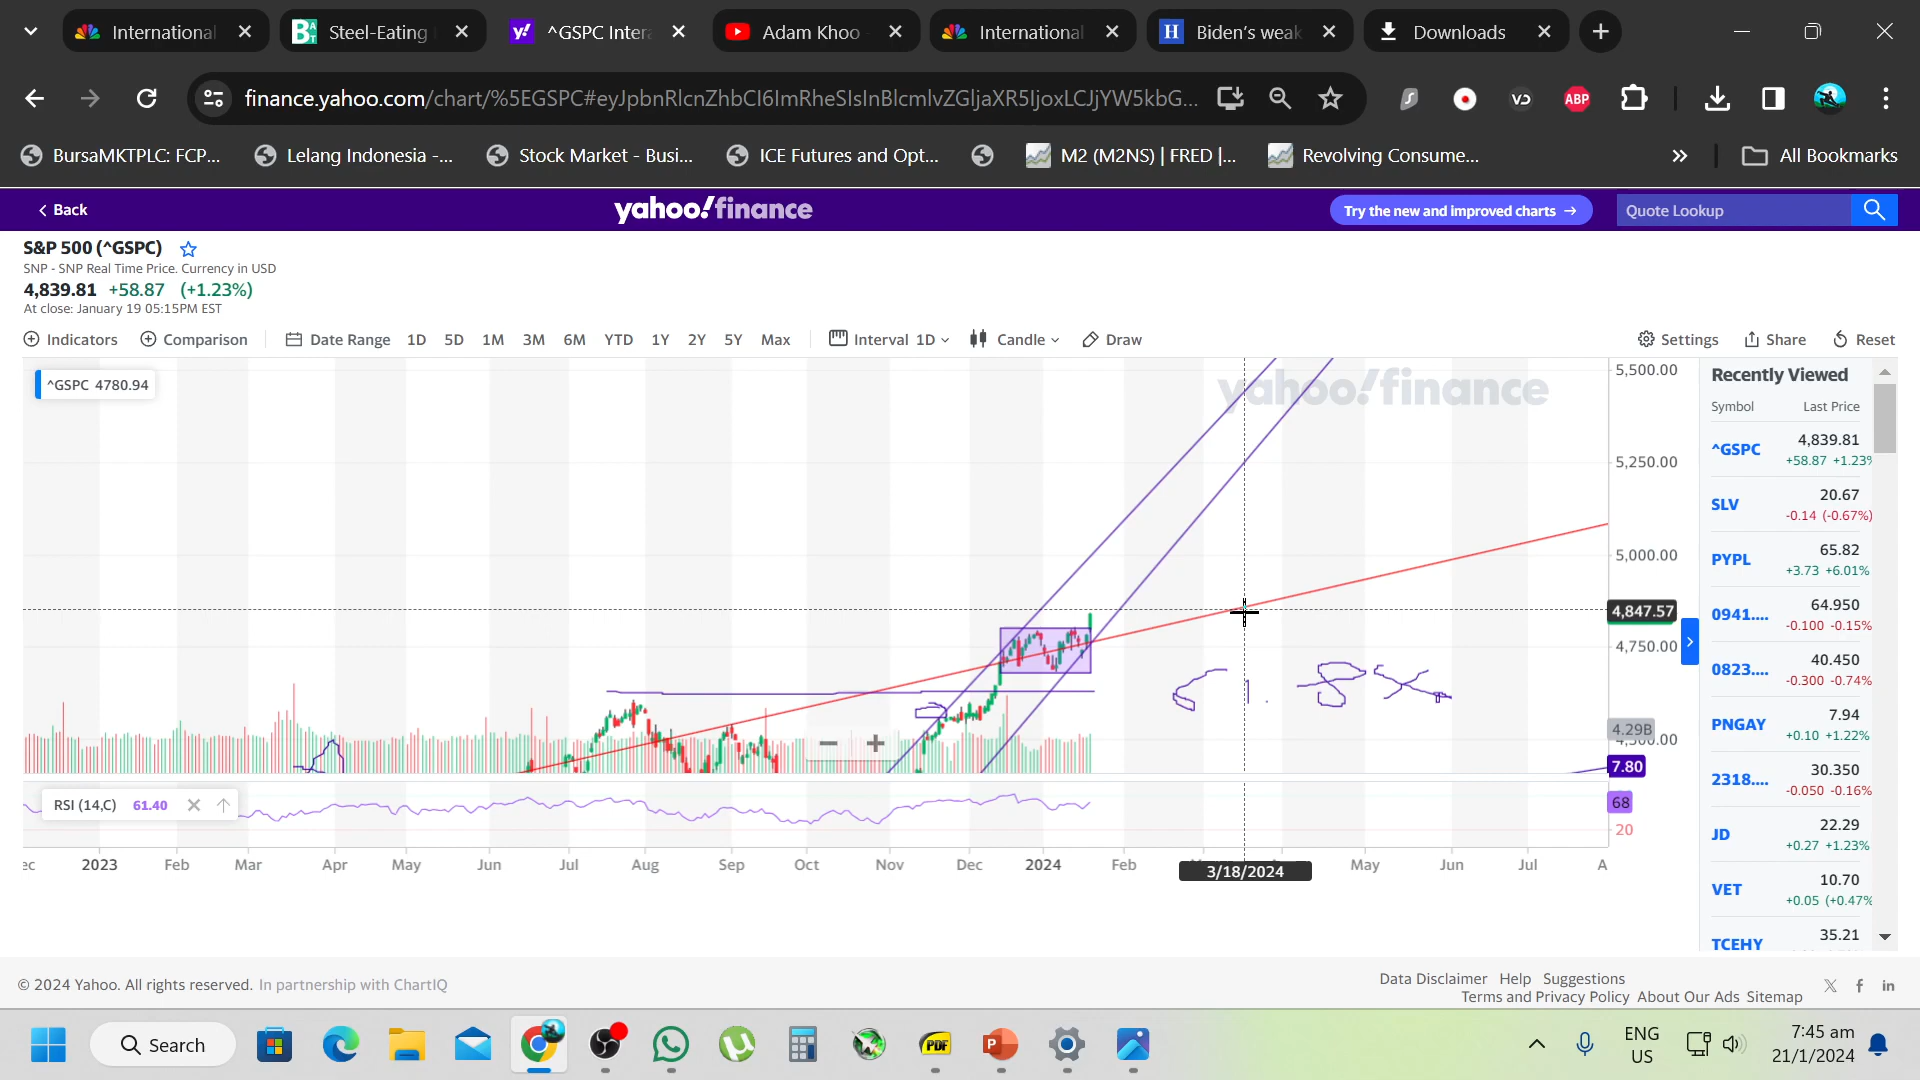 International
Steel-Eating
^GSPC Inter
Adam Khoo -
International
Biden's weak
Downloads
finance.yahoo.com/chart/%5EGSPC#eyJpbnRlcnZhbCI6ImRheSIsInBlcmlvZGljaXR5IjoxLCJjYW5kbG...
BursaMKTPLC: FCP...
Lelang Indonesia -...
Stock Market - Busi...
ICE Futures and Opt...
M2 (M2NS) | FRED |...
Revolving Consume...
»
All Bookmarks
Back
yahoo!finance
Try the new and improved charts →
Quote Lookup
S&P 500 (^GSPC)
SNP - SNP Real Time Price. Currency in USD
4,839.81 +58.87 (+1.23%)
At close: January 19 05:15PM EST
Indicators
Comparison
Date Range 1D 5D 1M 3M 6M YTD 1Y 2Y 5Y Max
Interval 1D
Candle
Draw
Settings
Share
Reset
^GSPC 4780.94
yahoo!finance
5,500.00
5,250.00
5,000.00
4,847.57
4,750.00
4.29B
7.80
RSI (14,C) 61.40
68
20
2023 Feb Mar Apr May Jun Jul Aug Sep Oct Nov Dec 2024 Feb 3/18/2024 May Jun Jul A
Recently Viewed
Symbol Last Price
^GSPC 4,839.81
+58.87 +1.23%
SLV 20.67
-0.14 (-0.67%)
PYPL 65.82
+3.73 +6.01%
0941.... 64.950
-0.100 -0.15%
0823.... 40.450
-0.300 -0.74%
PNGAY 7.94
+0.10 +1.22%
2318.... 30.350
-0.050 -0.16%
JD 22.29
+0.27 +1.23%
VET 10.70
+0.05 (+0.47%
TCEHY 35.21
© 2024 Yahoo. All rights reserved. In partnership with ChartIQ
Data Disclaimer Help Suggestions
Terms and Privacy Policy About Our Ads Sitemap
Search
ENG
US
7:45 am
21/1/2024